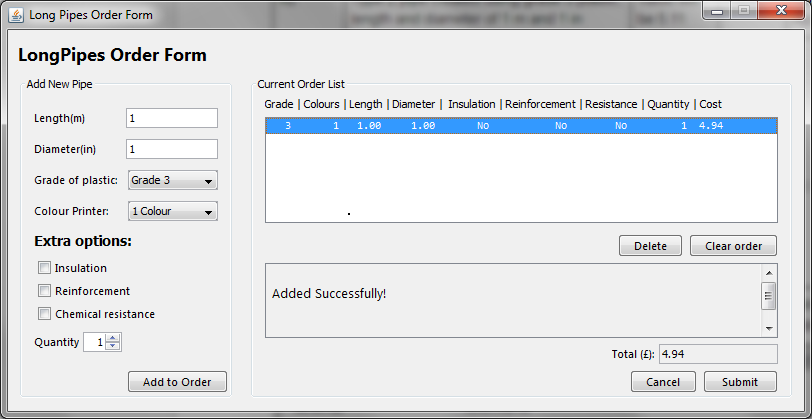 LongPipes Order Form
LongPipes Order Form
Add New Pipe
Length(m) 1
Diameter(in) 1
Grade of plastic: Grade 3
Colour Printer: 1 Colour
Extra options:
Insulation
Reinforcement
Chemical resistance
Quantity 1
Add to Order
Current Order List
Grade | Colours | Length | Diameter | Insulation | Reinforcement | Resistance | Quantity | Cost
3 1 1.00 1.00 No No No 1 4.94
Delete Clear order
Added Successfully!
Total (£): 4.94
Cancel Submit